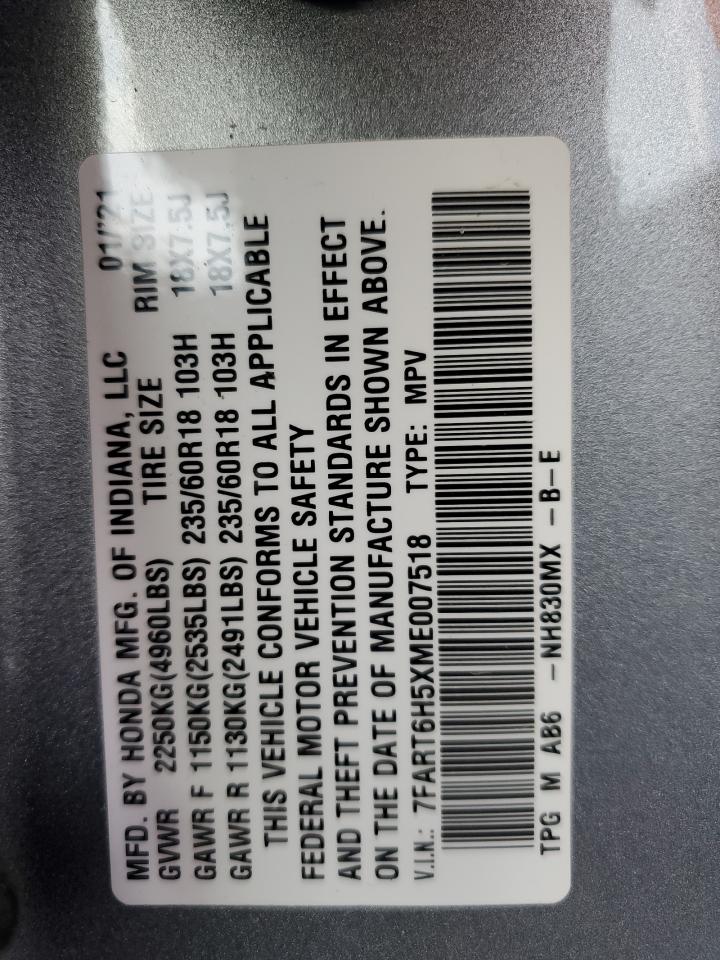 MFD. BY HONDA MFG. OF INDIANA, LLC 01/'21
GVWR 2250KG(4960LBS) TIRE SIZE RIM SIZE
GAWR F 1150KG(2535LBS) 235/60R18 103H 18X7.5J
GAWR R 1130KG(2491LBS) 235/60R18 103H 18X7.5J
THIS VEHICLE CONFORMS TO ALL APPLICABLE
FEDERAL MOTOR VEHICLE SAFETY
AND THEFT PREVENTION STANDARDS IN EFFECT
ON THE DATE OF MANUFACTURE SHOWN ABOVE.
V.I.N.: 7FART6H5XME007518 TYPE: MPV
TPG M AB6 -NH830MX -B-E